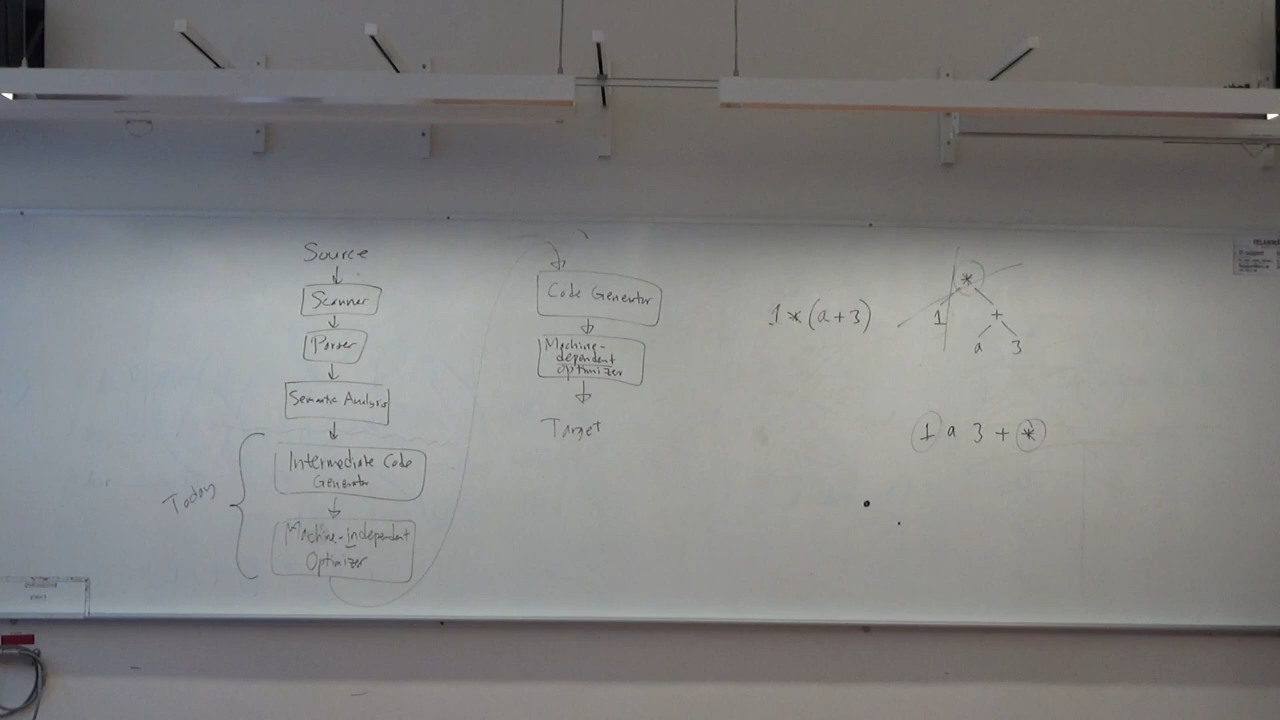 Source
Scanner
Parser
Semantic Analysis
Today
Intermediate Code
Generator
Machine-independent
Optimizer
Code Generator
Machine-
dependent
optimizer
Target
1 * (a + 3)
*
1 +
a 3
1 a 3 + *